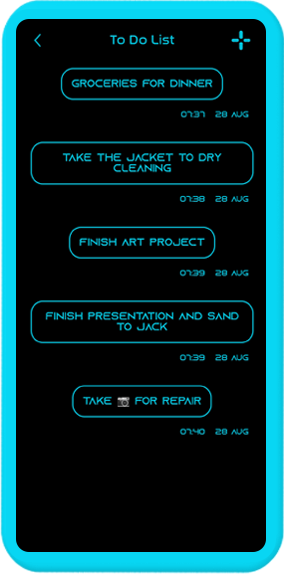 To Do List
GROCERIES FOR DINNER
07:37 28 AUG
TAKE THE JACKET TO DRY
CLEANING
07:38 28 AUG
FINISH ART PROJECT
07:39 28 AUG
FINISH PRESENTATION AND SAND
TO JACK
07:39 28 AUG
TAKE 📷 FOR REPAIR
07:40 28 AUG